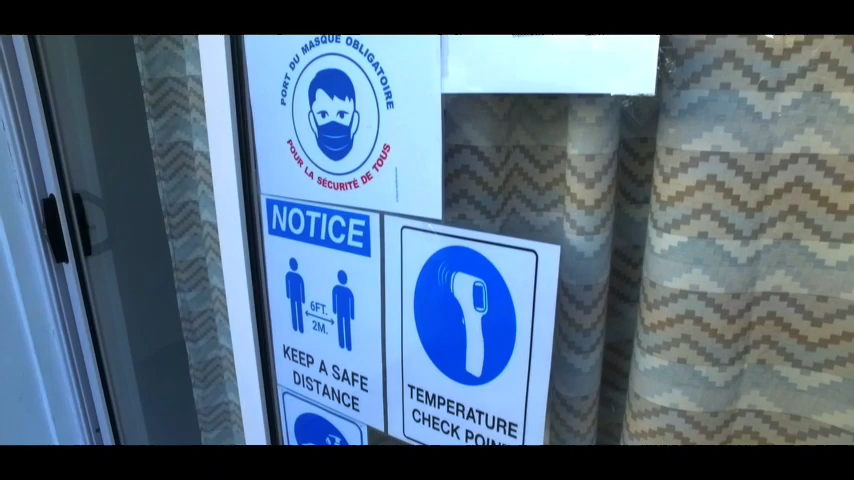 PORT DU MASQUE OBLIGATOIRE
POUR LA SÉCURITÉ DE TOUS
NOTICE
6FT.
2M.
KEEP A SAFE
DISTANCE
TEMPERATURE
CHECK POINT